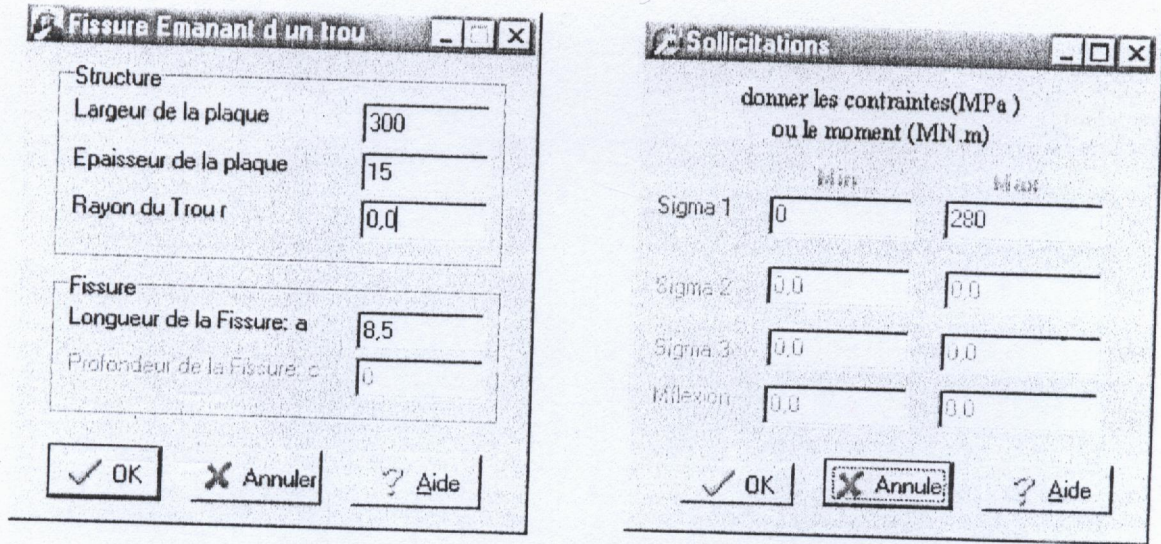 Fissure Emanant d un trou
Structure
Largeur de la plaque 300
Epaisseur de la plaque 15
Rayon du Trou r 0,0
Fissure
Longueur de la Fissure: a 8,5
Profondeur de la Fissure: c 0
OK Annuler ? Aide
Sollicitations
donner les contraintes(MPa )
ou le moment (MN.m)
Min Max
Sigma 1 0 280
Sigma 2 0,0 0,0
Sigma 3 0,0 0,0
Mflexion 0,0 0,0
OK Annule ? Aide